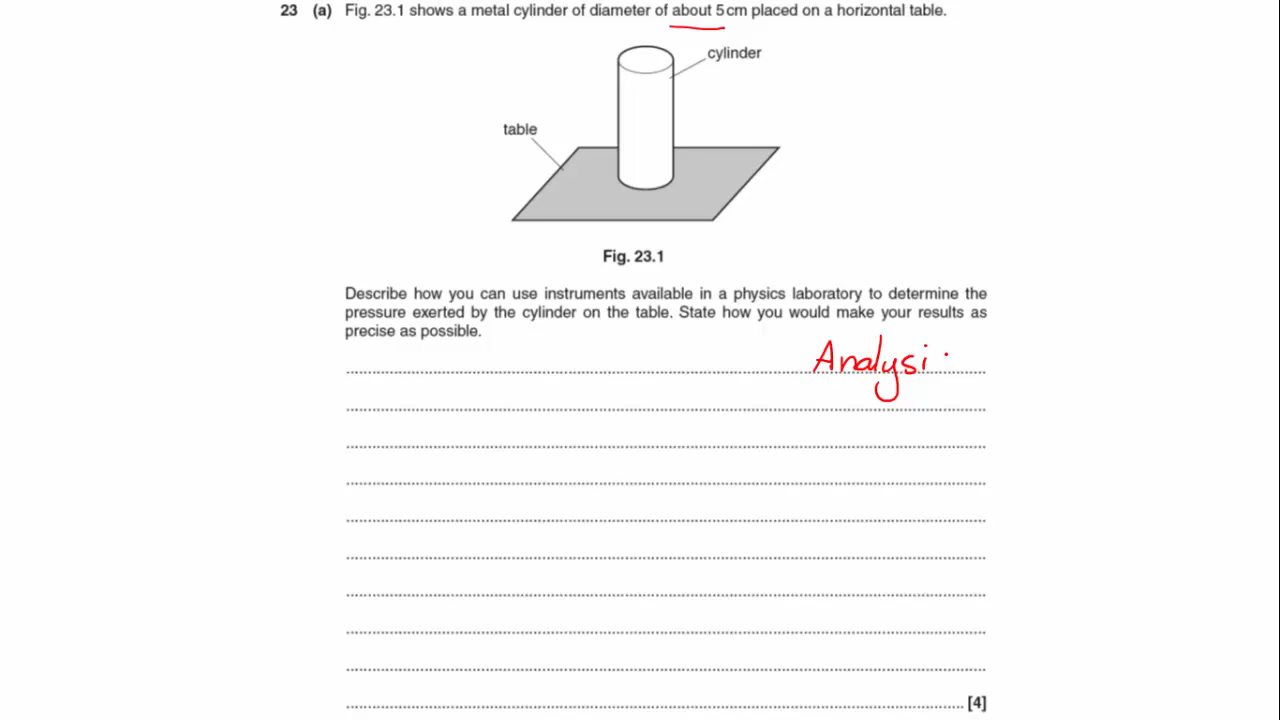 23 (a) Fig. 23.1 shows a metal cylinder of diameter of about 5 cm placed on a horizontal table.
cylinder
table
Fig. 23.1
Describe how you can use instruments available in a physics laboratory to determine the
pressure exerted by the cylinder on the table. State how you would make your results as
precise as possible.
Analysi
[4]